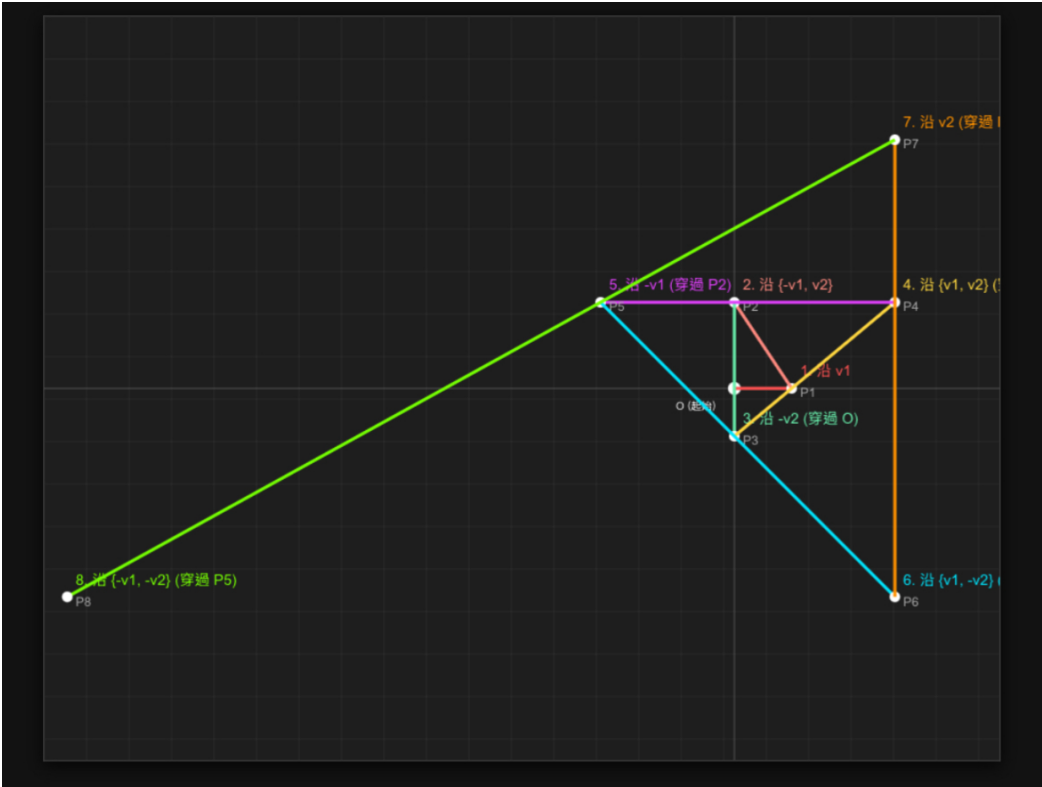 7. 沿 v2 (穿過
P7
5. 沿 -v1 (穿過 P2)
2. 沿 {-v1, v2}
4. 沿 {v1, v2} (
P5
P2
P4
1. 沿 v1
P1
O (起始)
3. 沿 -v2 (穿過 O)
P3
8. 沿 {-v1, -v2} (穿過 P5)
6. 沿 {v1, -v2}
P8
P6